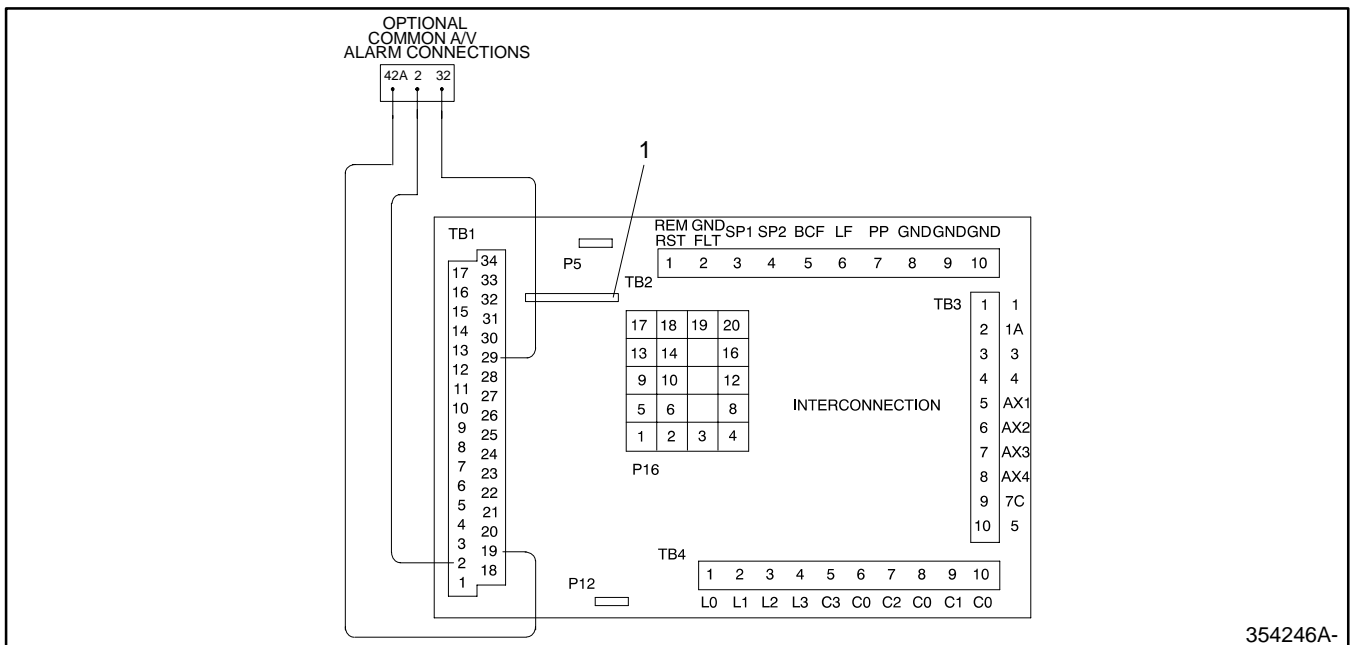 OPTIONAL
COMMON A/V
ALARM CONNECTIONS
42A 2 32
1
TB1
P5
TB2
REM GND SP1 SP2 BCF LF PP GND GND GND
RST FLT
1 2 3 4 5 6 7 8 9 10
34
17 33
16 32
15 31
14 30
13 29
12 28
11 27
10 26
9 25
8 24
7 23
6 22
5 21
4 20
3 19
2 18
1
17 18 19 20
13 14 16
9 10 12
5 6 8
1 2 3 4
P16
INTERCONNECTION
TB3
1 1
2 1A
3 3
4 4
5 AX1
6 AX2
7 AX3
8 AX4
9 7C
10 5
P12
TB4
1 2 3 4 5 6 7 8 9 10
L0 L1 L2 L3 C3 C0 C2 C0 C1 C0
354246A-